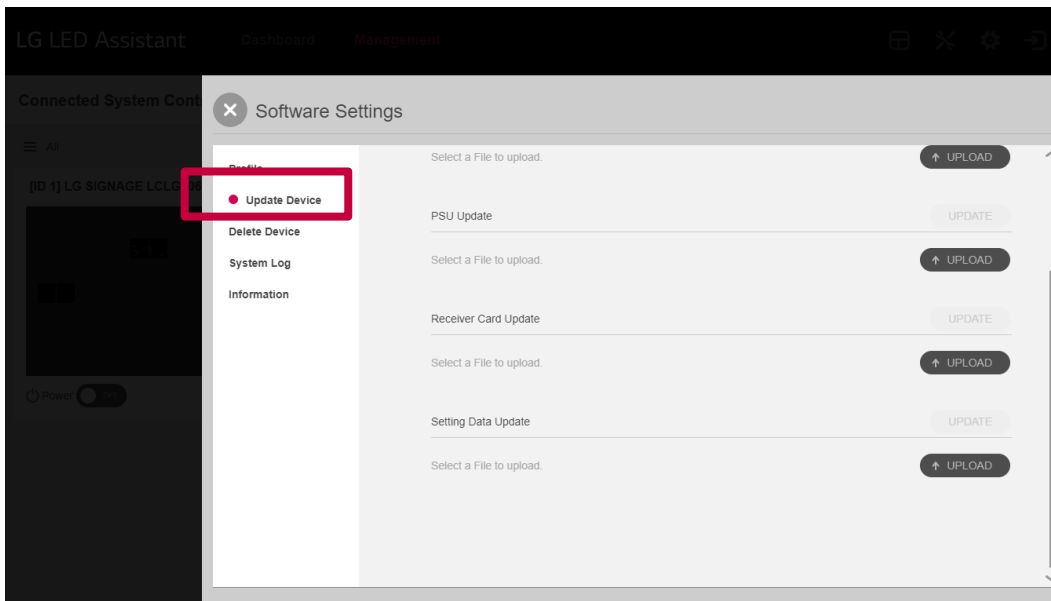 LG LED Assistant Dashboard Management
Connected System Cont
Software Settings
All
[ID 1] LG SIGNAGE LCLG
Profile
Update Device
Delete Device
System Log
Information
Select a File to upload. UPLOAD
PSU Update UPDATE
Select a File to upload. UPLOAD
Receiver Card Update UPDATE
Select a File to upload. UPLOAD
Setting Data Update UPDATE
Select a File to upload. UPLOAD
Power